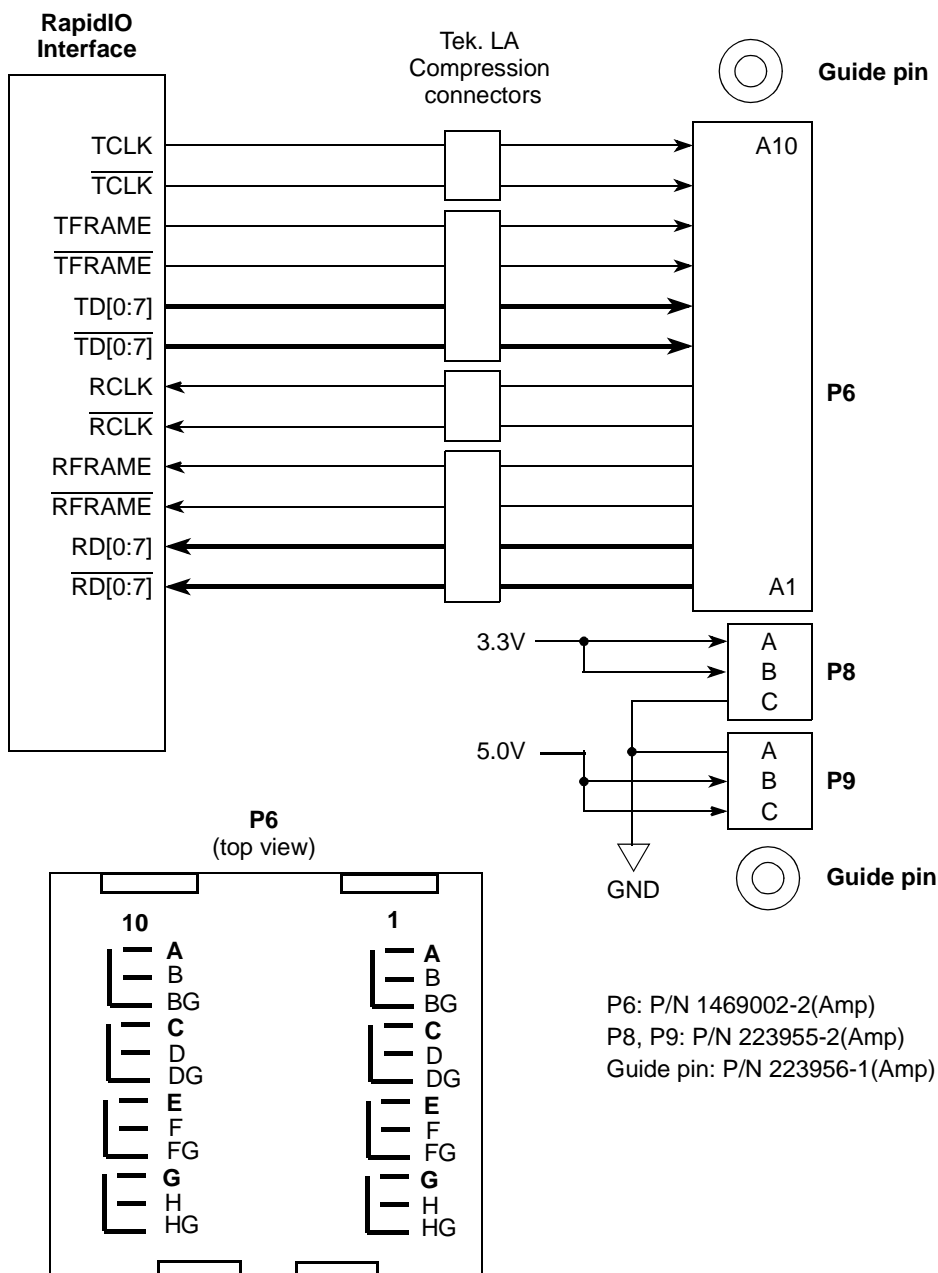 RapidIO
Interface
Tek. LA
Compression
connectors
Guide pin
TCLK
TCLK
TFRAME
TFRAME
TD[0:7]
TD[0:7]
RCLK
RCLK
RFRAME
RFRAME
RD[0:7]
RD[0:7]
A10
P6
A1
3.3V
A
B
C
P8
5.0V
A
B
C
P9
GND
Guide pin
P6
(top view)
10
A
B
BG
C
D
DG
E
F
FG
G
H
HG
1
A
B
BG
C
D
DG
E
F
FG
G
H
HG
P6: P/N 1469002-2(Amp)
P8, P9: P/N 223955-2(Amp)
Guide pin: P/N 223956-1(Amp)